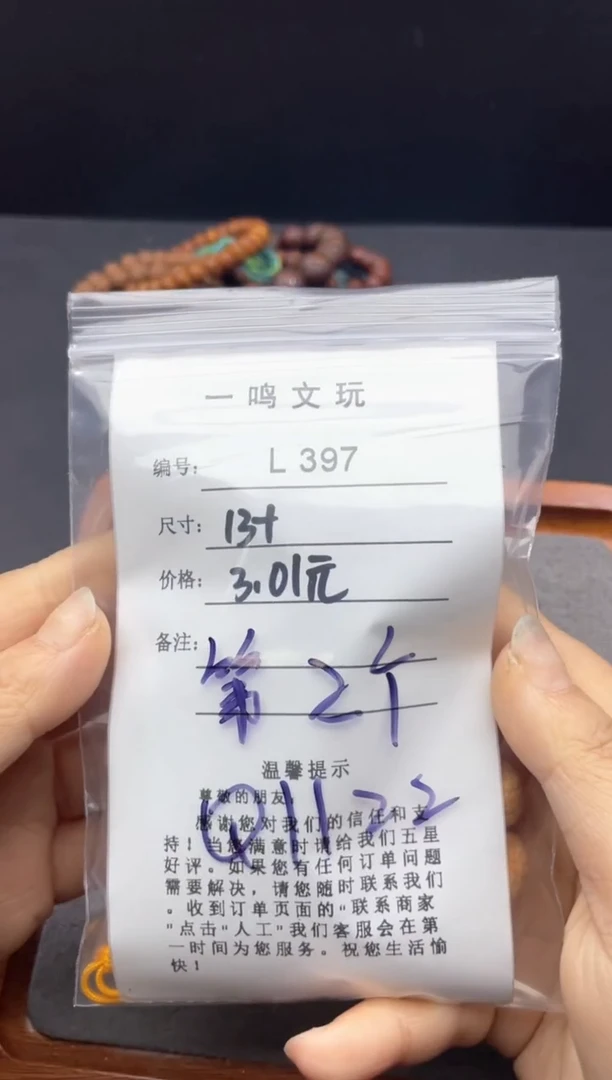 一鸣文玩
编号: L 397
尺寸: 13+
价格: 3.01元
备注: 第2个
温馨提示
尊敬的朋友:
Q1122
感谢您对我们的信任和支
持!当您满意时请给我们五星
好评。如果您有任何订单问题
需要解决,请您随时联系我们
。收到订单页面的“联系商家
”点击“人工”我们客服会在第
一时间为您服务。祝您生活愉
快!